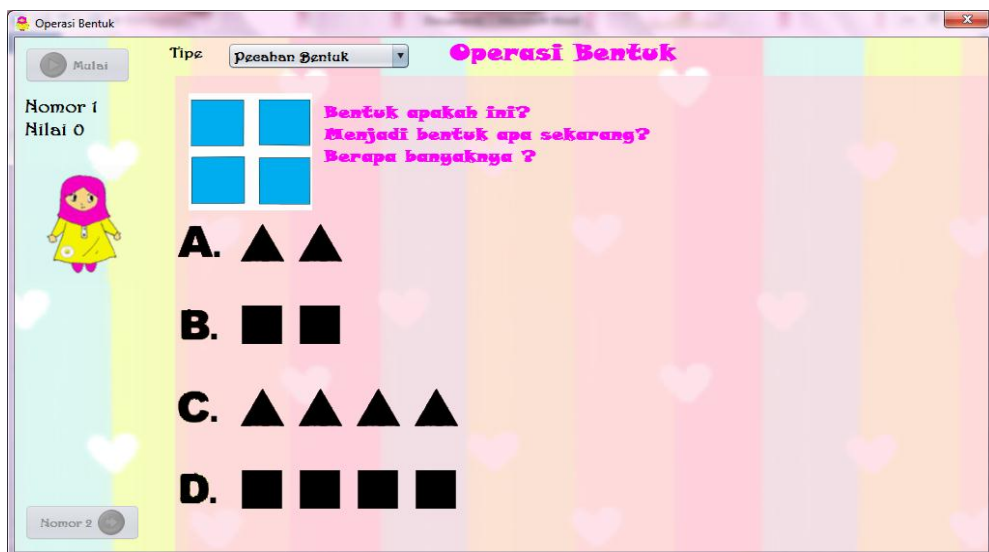 Operasi Bentuk
Mulai
Tipe
Pecahan Bentuk
Operasi Bentuk
Nomor 1
Nilai 0
Bentuk apakah ini?
Menjadi bentuk apa sekarang?
Berapa banyaknya ?
A.
B.
C.
D.
Nomor 2